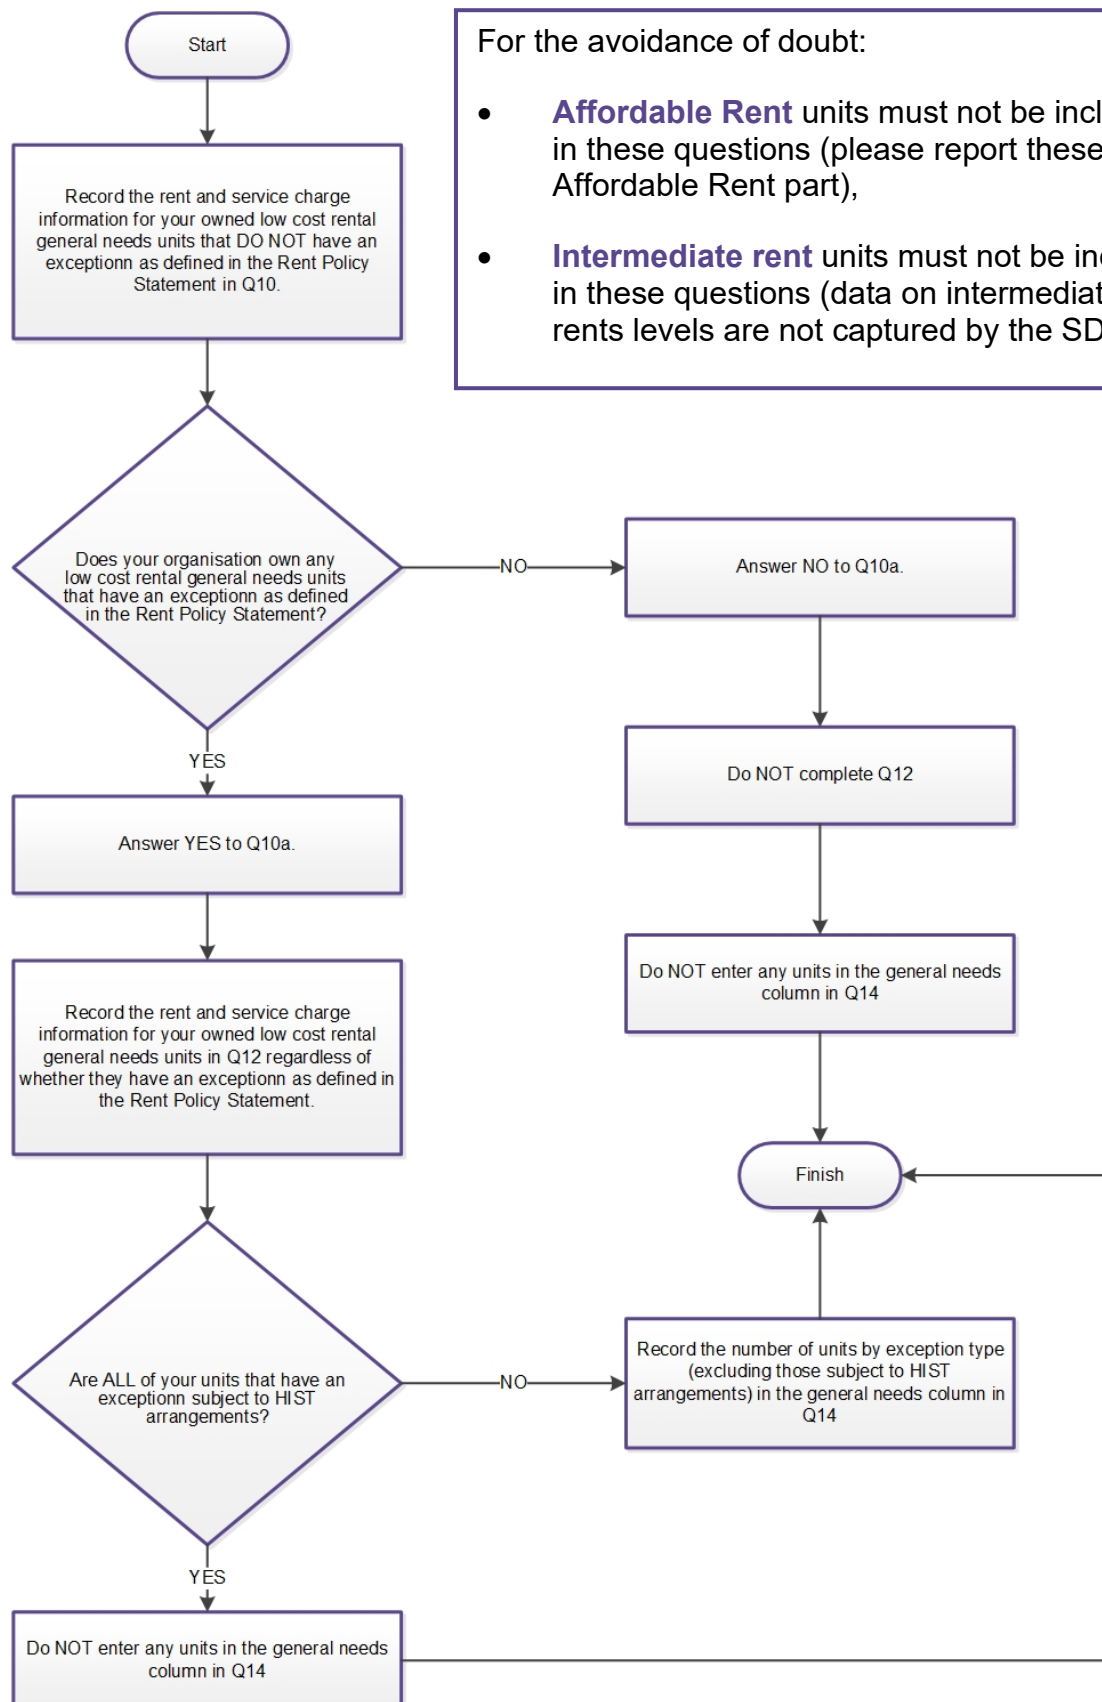 Start
For the avoidance of doubt:
• Affordable Rent units must not be incl
in these questions (please report these
Affordable Rent part),
• Intermediate rent units must not be in
in these questions (data on intermediat
rents levels are not captured by the SD
Record the rent and service charge
information for your owned low cost rental
general needs units that DO NOT have an
exceptionn as defined in the Rent Policy
Statement in Q10.
Does your organisation own any
low cost rental general needs units
that have an exceptionn as defined
in the Rent Policy Statement?
NO
Answer NO to Q10a.
Do NOT complete Q12
Do NOT enter any units in the general needs
column in Q14
YES
Answer YES to Q10a.
Record the rent and service charge
information for your owned low cost rental
general needs units in Q12 regardless of
whether they have an exceptionn as defined in
the Rent Policy Statement.
Finish
Are ALL of your units that have an
exceptionn subject to HIST
arrangements?
NO
Record the number of units by exception type
(excluding those subject to HIST
arrangements) in the general needs column in
Q14
YES
Do NOT enter any units in the general needs
column in Q14